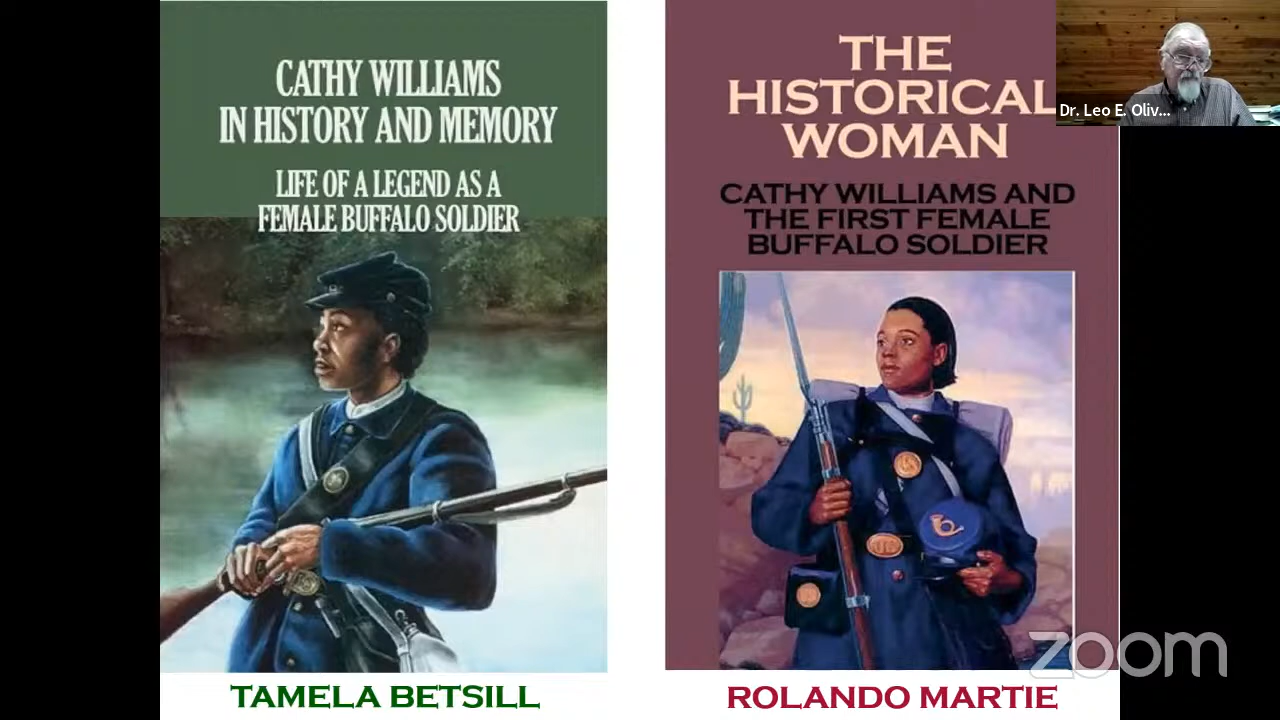 CATHY WILLIAMS
IN HISTORY AND MEMORY
LIFE OF A LEGEND AS A
FEMALE BUFFALO SOLDIER
TAMELA BETSILL
THE
HISTORICAL
WOMAN
CATHY WILLIAMS AND
THE FIRST FEMALE
BUFFALO SOLDIER
US
ROLANDO MARTIE
Dr. Leo E. Oliv...
zoom